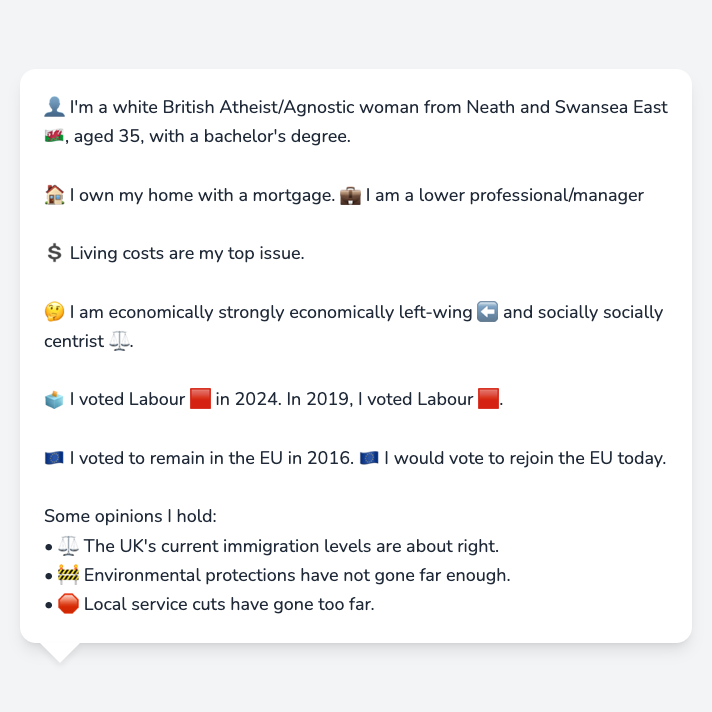 👤 I'm a white British Atheist/Agnostic woman from Neath and Swansea East
🏴󠁧󠁢󠁷󠁬󠁳󠁿, aged 35, with a bachelor's degree.
🏠 I own my home with a mortgage. 💼 I am a lower professional/manager
💲 Living costs are my top issue.
🤔 I am economically strongly economically left-wing ⬅️ and socially socially
centrist ⚖️.
🗳️ I voted Labour 🟥 in 2024. In 2019, I voted Labour 🟥.
🇪🇺 I voted to remain in the EU in 2016. 🇪🇺 I would vote to rejoin the EU today.
Some opinions I hold:
• ⚖️ The UK's current immigration levels are about right.
• 🚧 Environmental protections have not gone far enough.
• 🛑 Local service cuts have gone too far.